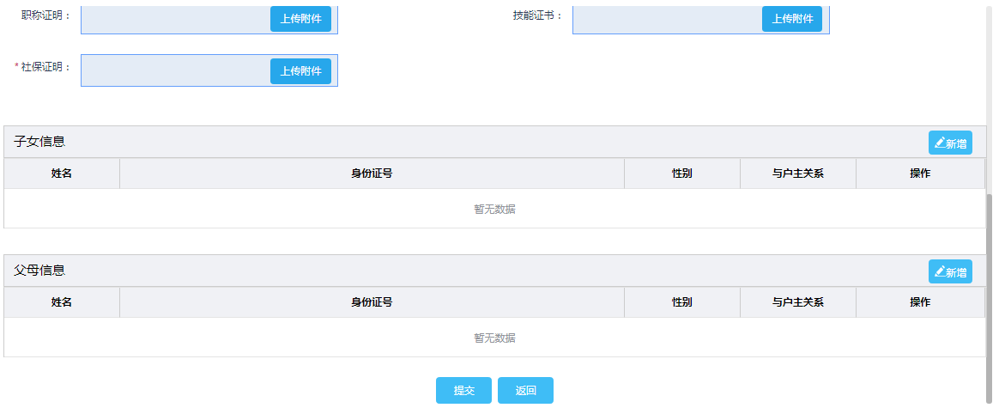 职称证明： 上传附件 技能证书： 上传附件
*社保证明： 上传附件
子女信息 新增
姓名 身份证号 性别 与户主关系 操作
暂无数据
父母信息 新增
姓名 身份证号 性别 与户主关系 操作
暂无数据
提交 返回